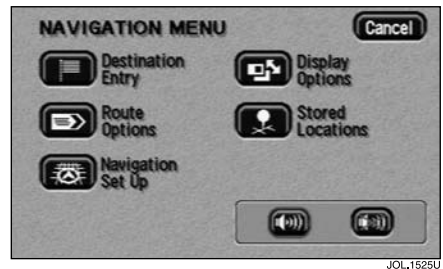 NAVIGATION MENU
Cancel
Destination
Entry
Display
Options
Route
Options
Stored
Locations
Navigation
Set Up
JOL.1525U